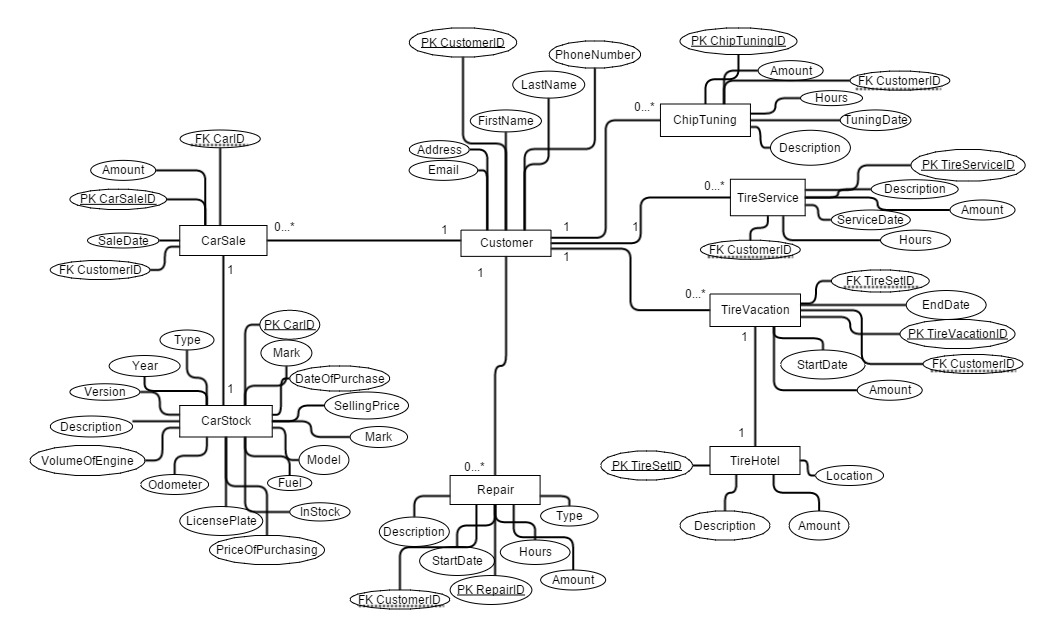 PK CustomerID
PhoneNumber
LastName
FirstName
Address
Email
PK ChipTuningID
Amount
FK CustomerID
Hours
TuningDate
Description
ChipTuning
0...*
PK TireServiceID
Description
Amount
ServiceDate
Hours
FK CustomerID
TireService
0...*
1
FK CarID
Amount
PK CarSaleID
SaleDate
FK CustomerID
CarSale
0...*
1
Customer
1
1
1
1
FK TireSetID
EndDate
PK TireVacationID
FK CustomerID
StartDate
Amount
TireVacation
0...*
1
1
PK CarID
Type
Mark
Year
DateOfPurchase
Version
1
SellingPrice
CarStock
Description
Mark
VolumeOfEngine
Model
Odometer
Fuel
InStock
LicensePlate
PriceOfPurchasing
1
TireHotel
PK TireSetID
Location
Description
Amount
0...*
Repair
Type
Description
StartDate
Hours
Amount
PK RepairID
FK CustomerID